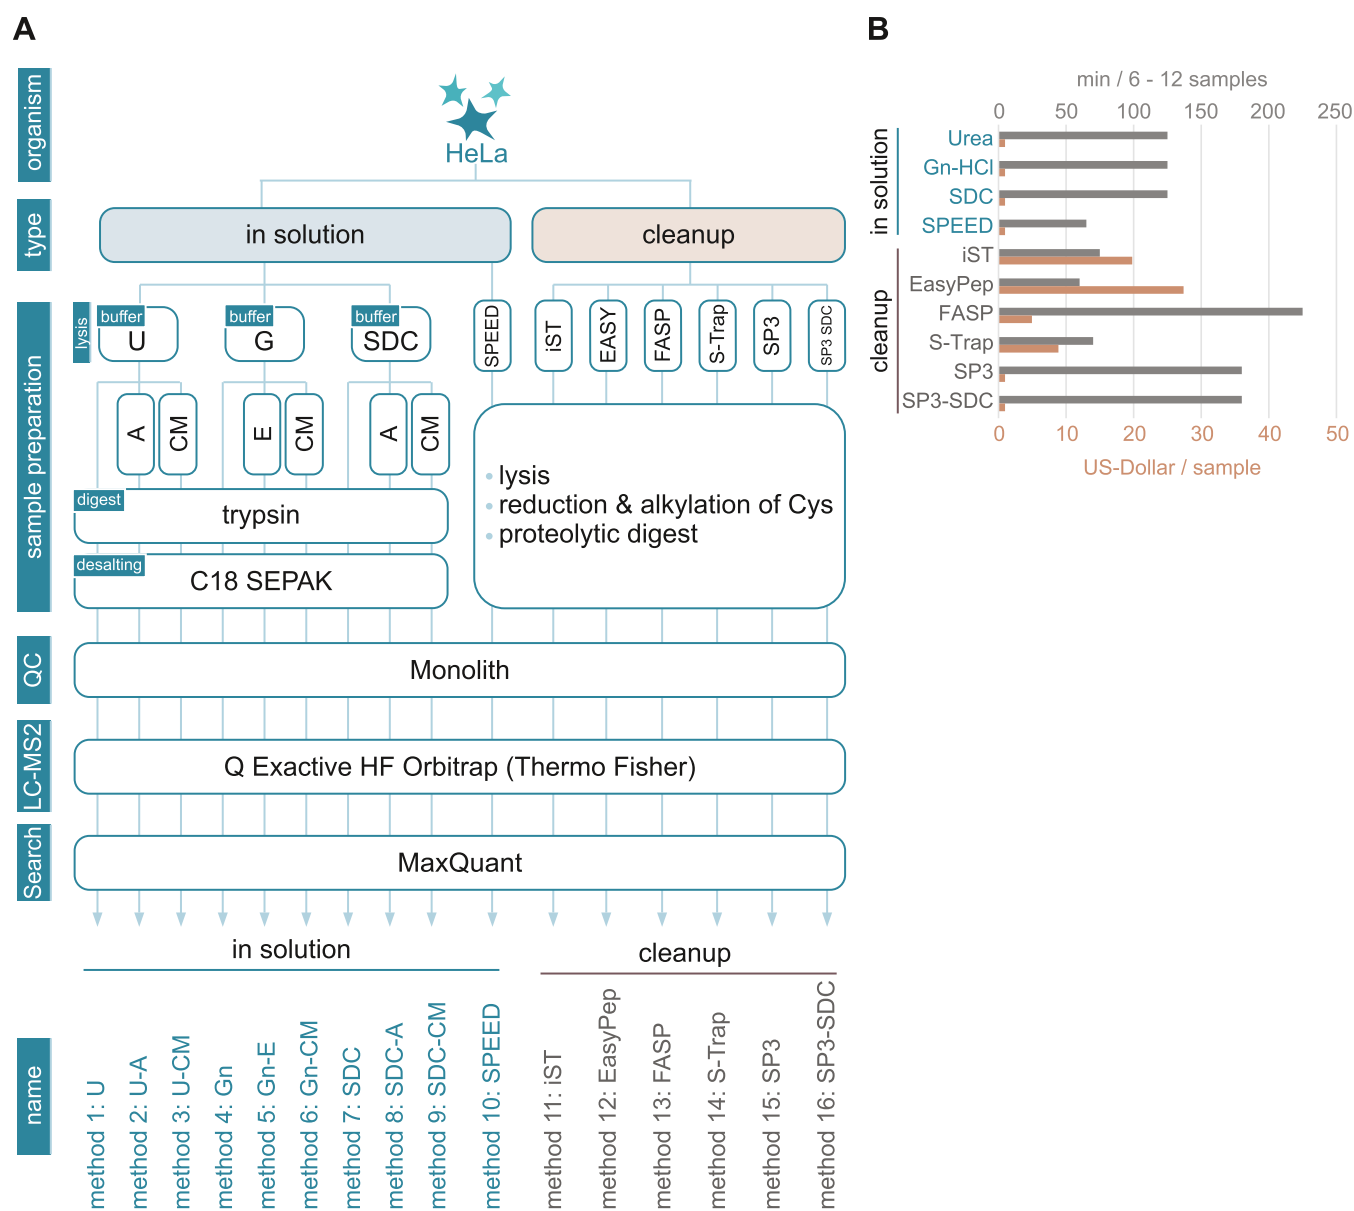 A
organism
HeLa
type
in solution
cleanup
sample preparation
lysis
buffer
U
buffer
G
buffer
SDC
SPEED
iST
EASY
FASP
S-Trap
SP3
SP3 SDC
A
CM
E
CM
A
CM
digest
trypsin
desalting
C18 SEPAK
lysis
reduction & alkylation of Cys
proteolytic digest
QC
Monolith
LC-MS2
Q Exactive HF Orbitrap (Thermo Fisher)
Search
MaxQuant
in solution
cleanup
name
method 1: U
method 2: U-A
method 3: U-CM
method 4: Gn
method 5: Gn-E
method 6: Gn-CM
method 7: SDC
method 8: SDC-A
method 9: SDC-CM
method 10: SPEED
method 11: iST
method 12: EasyPep
method 13: FASP
method 14: S-Trap
method 15: SP3
method 16: SP3-SDC
B
min / 6 - 12 samples
0 50 100 150 200 250
in solution
Urea
Gn-HCl
SDC
SPEED
cleanup
iST
EasyPep
FASP
S-Trap
SP3
SP3-SDC
0 10 20 30 40 50
US-Dollar / sample